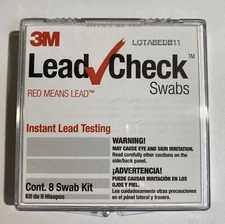 3M
LOTABEDB11
Lead Check™
Swabs
RED MEANS LEAD™
Instant Lead Testing
WARNING!
MAY CAUSE EYE AND SKIN IRRITATION.
Read carefully other cautions on the
side/back panel.
¡ADVERTENCIA!
PUEDE CAUSAR IRRITACIÓN EN LOS
OJOS Y PIEL.
Lea cuidadosamente otras precauciones
en el panel lateral y trasero.
Cont. 8 Swab Kit
Kit de 8 Hisopos